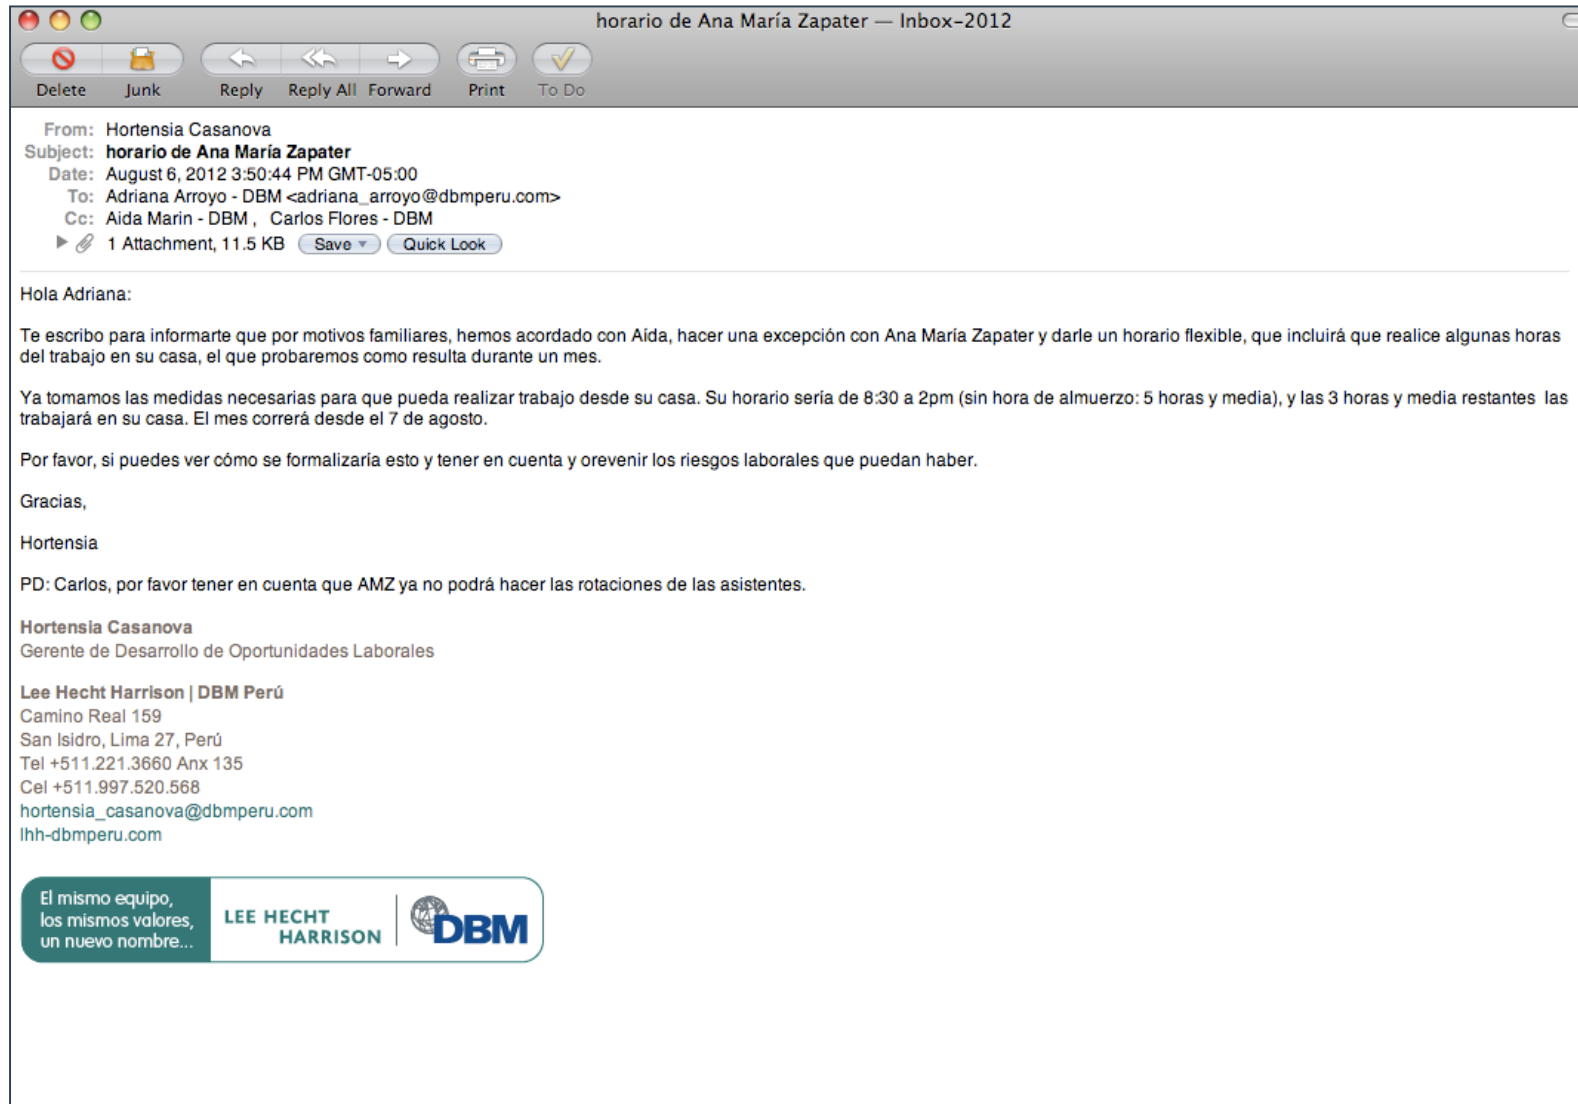 horario de Ana María Zapater — Inbox-2012
Delete Junk Reply Reply All Forward Print To Do
From: Hortensia Casanova
Subject: horario de Ana María Zapater
Date: August 6, 2012 3:50:44 PM GMT-05:00
To: Adriana Arroyo - DBM <adriana_arroyo@dbmperu.com>
Cc: Aida Marin - DBM , Carlos Flores - DBM
1 Attachment, 11.5 KB Save Quick Look
Hola Adriana:
Te escribo para informarte que por motivos familiares, hemos acordado con Aída, hacer una excepción con Ana María Zapater y darle un horario flexible, que incluirá que realice algunas horas
del trabajo en su casa, el que probaremos como resulta durante un mes.
Ya tomamos las medidas necesarias para que pueda realizar trabajo desde su casa. Su horario sería de 8:30 a 2pm (sin hora de almuerzo: 5 horas y media), y las 3 horas y media restantes las
trabajará en su casa. El mes correrá desde el 7 de agosto.
Por favor, si puedes ver cómo se formalizaría esto y tener en cuenta y orevenir los riesgos laborales que puedan haber.
Gracias,
Hortensia
PD: Carlos, por favor tener en cuenta que AMZ ya no podrá hacer las rotaciones de las asistentes.
Hortensia Casanova
Gerente de Desarrollo de Oportunidades Laborales
Lee Hecht Harrison | DBM Perú
Camino Real 159
San Isidro, Lima 27, Perú
Tel +511.221.3660 Anx 135
Cel +511.997.520.568
hortensia_casanova@dbmperu.com
lhh-dbmperu.com
El mismo equipo,
los mismos valores,
un nuevo nombre...
LEE HECHT
HARRISON
DBM